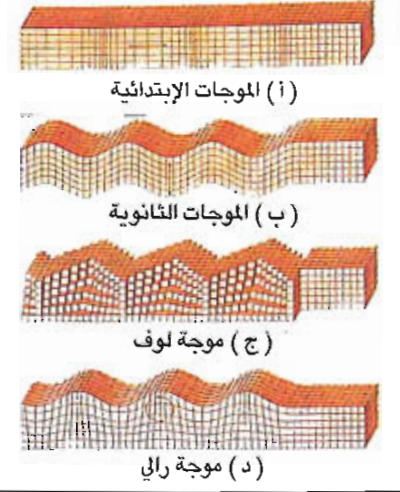 ( أ ) الموجات الإبتدائية
( ب ) الموجات الثانوية
( ج ) موجة لوف
( د ) موجة رالي